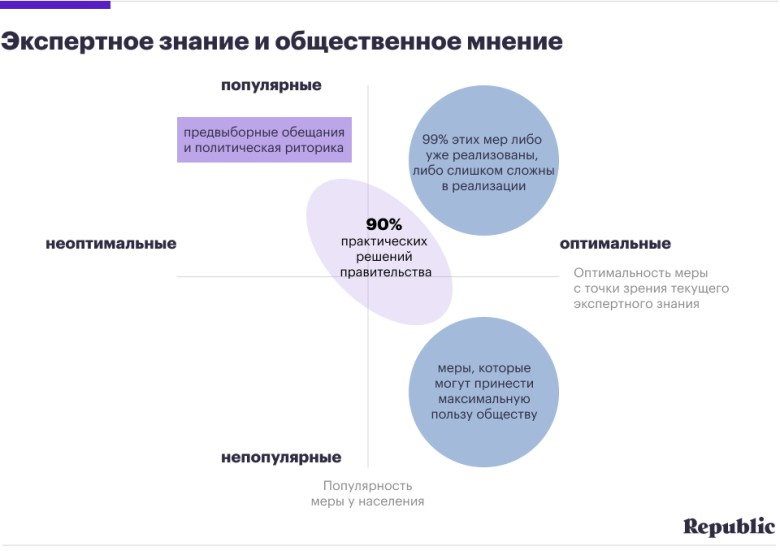 Экспертное знание и общественное мнение
популярные
предвыборные обещания
и политическая риторика
99% этих мер либо
уже реализованы,
либо слишком сложны
в реализации
90%
практических
решений
правительства
неоптимальные
оптимальные
Оптимальность меры
с точки зрения текущего
экспертного знания
меры, которые
могут принести
максимальную
пользу обществу
непопулярные
Популярность
меры у населения
Republic